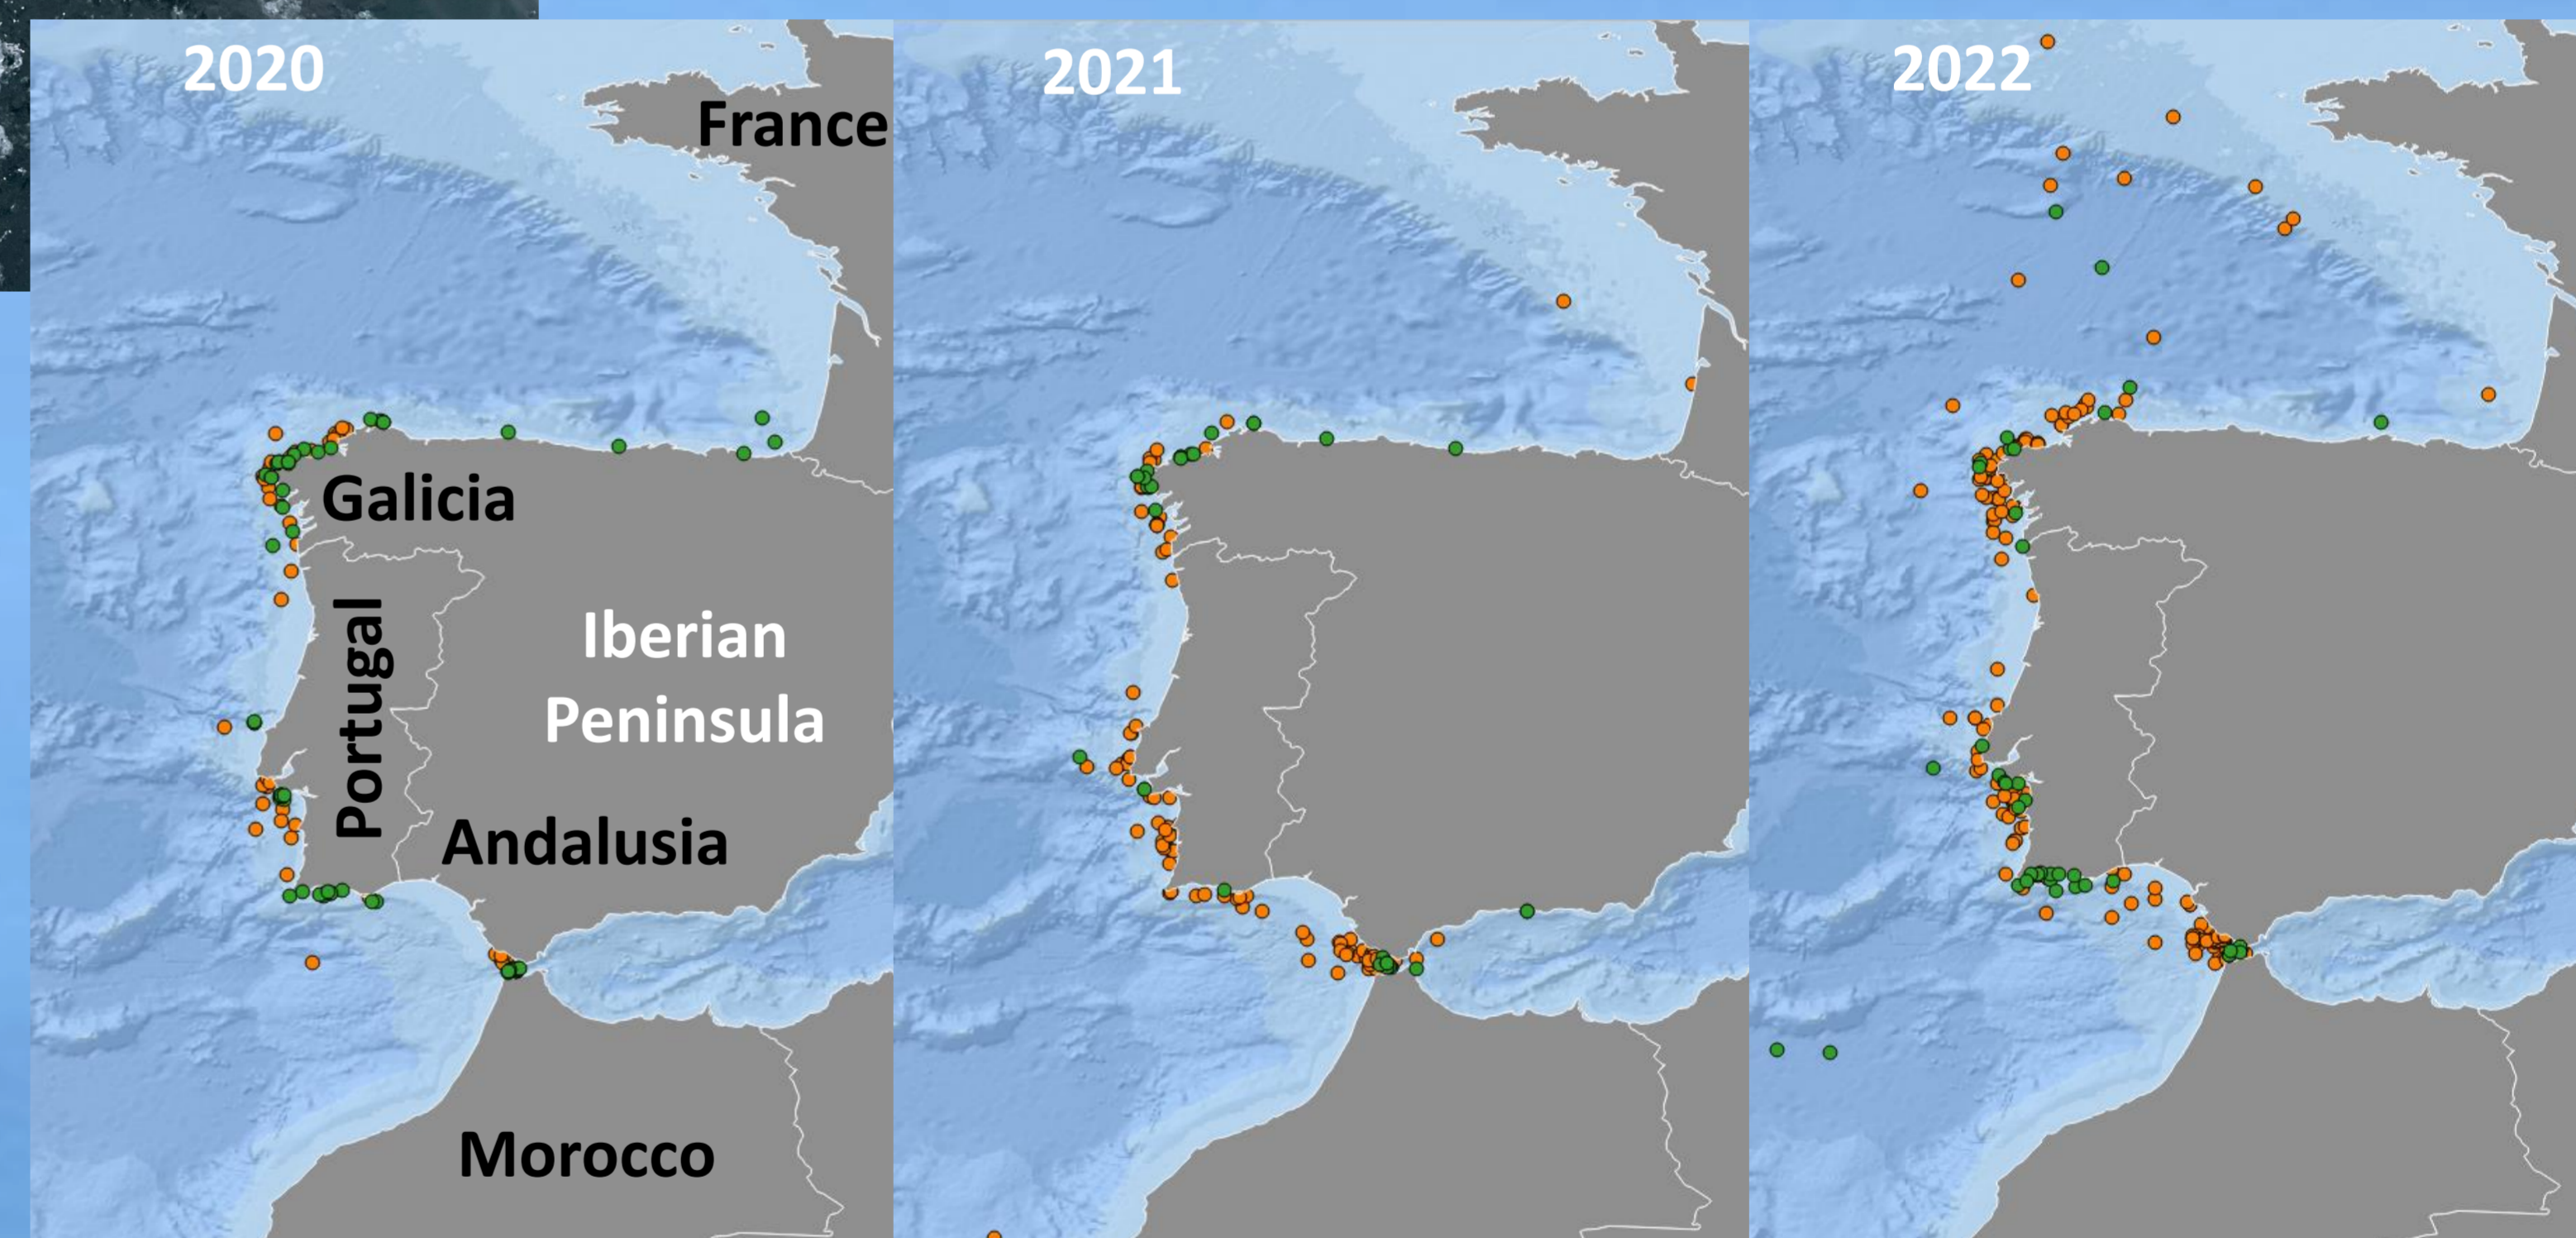 2020
France
Galicia
Portugal
Iberian
Peninsula
Andalusia
Morocco
2021
2022